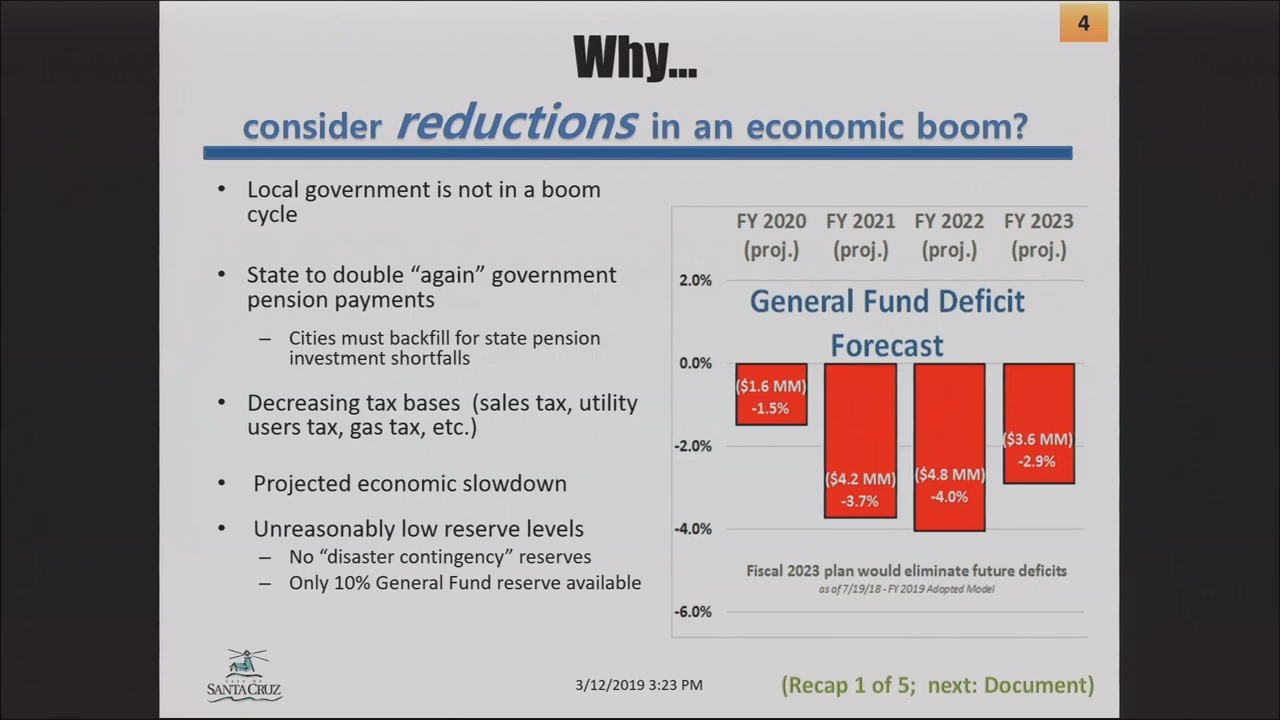 4
Why...
consider reductions in an economic boom?
• Local government is not in a boom
cycle
• State to double “again” government
pension payments
– Cities must backfill for state pension
investment shortfalls
• Decreasing tax bases (sales tax, utility
users tax, gas tax, etc.)
• Projected economic slowdown
• Unreasonably low reserve levels
– No “disaster contingency” reserves
– Only 10% General Fund reserve available
FY 2020 FY 2021 FY 2022 FY 2023
(proj.) (proj.) (proj.) (proj.)
2.0%
General Fund Deficit
Forecast
0.0%
($1.6 MM)
-1.5%
-2.0%
($3.6 MM)
-2.9%
($4.2 MM) ($4.8 MM)
-3.7% -4.0%
-4.0%
Fiscal 2023 plan would eliminate future deficits
as of 7/19/18 - FY 2019 Adopted Model
-6.0%
SANTA CRUZ
3/12/2019 3:23 PM
(Recap 1 of 5; next: Document)